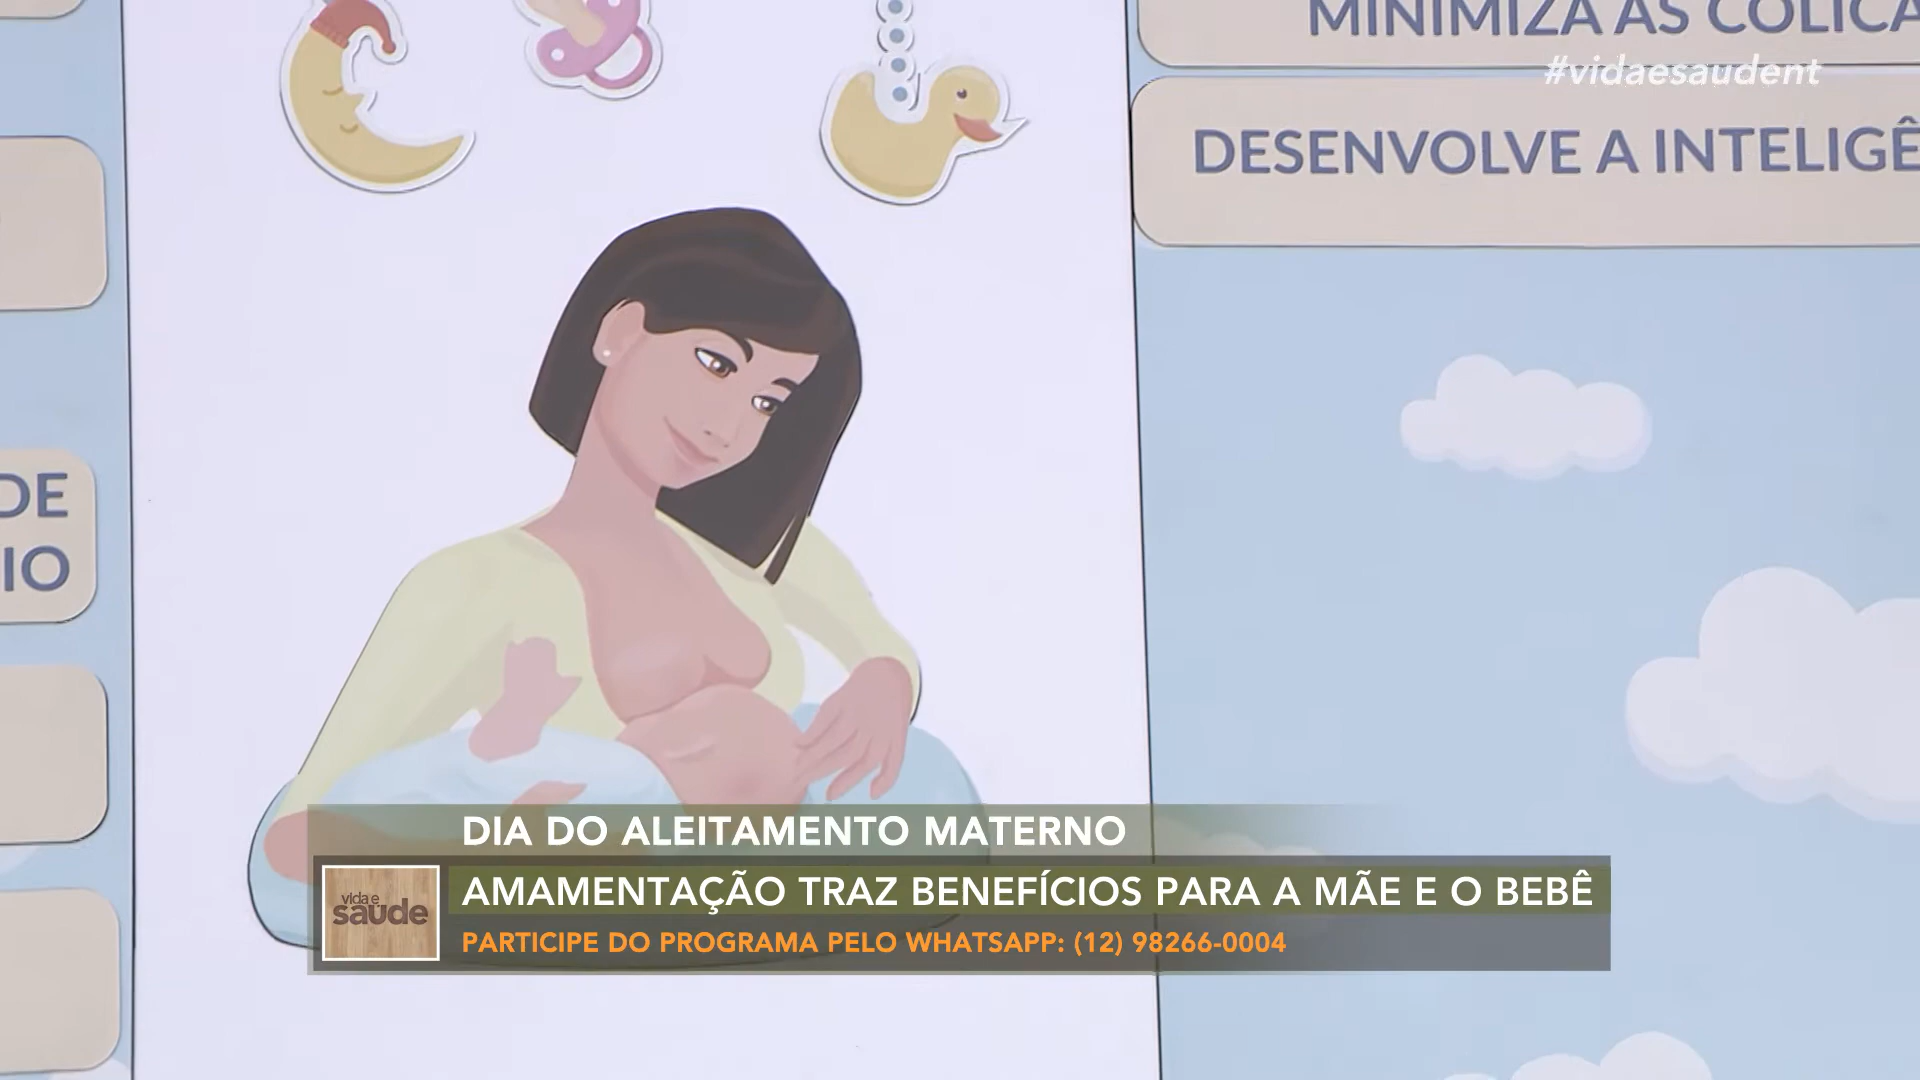 MINIMIZA AS CÓLICA
#vidaesaudent
DESENVOLVE A INTELIGÊ
DE
IO
DIA DO ALEITAMENTO MATERNO
vida e
saúde
AMAMENTAÇÃO TRAZ BENEFÍCIOS PARA A MÃE E O BEBÊ
PARTICIPE DO PROGRAMA PELO WHATSAPP: (12) 98266-0004